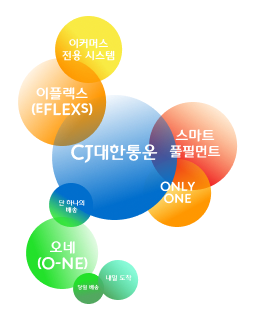 이커머스
전용 시스템
이플렉스
(EFLEXS)
CJ대한통운
스마트
풀필먼트
ONLY
ONE
단 하나의
배송
오네
(O-NE)
내일 도착
당일 배송